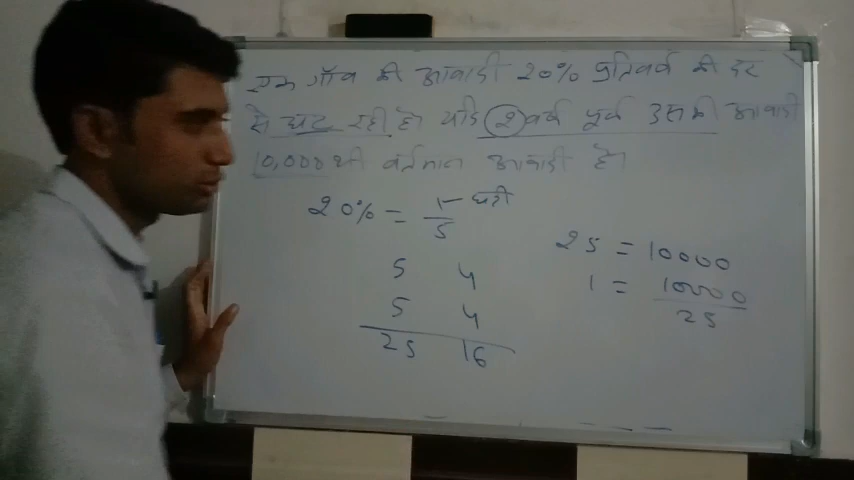 एक गाँव की आबादी 20% प्रतिवर्ष की दर
से घट रही है। यदि 2 वर्ष पूर्व उसकी आबादी
10,000 थी वर्तमान आबादी है।
20% = 1/5 घटी
5 4
5 4
25 16
25 = 10000
1 = 10000/25